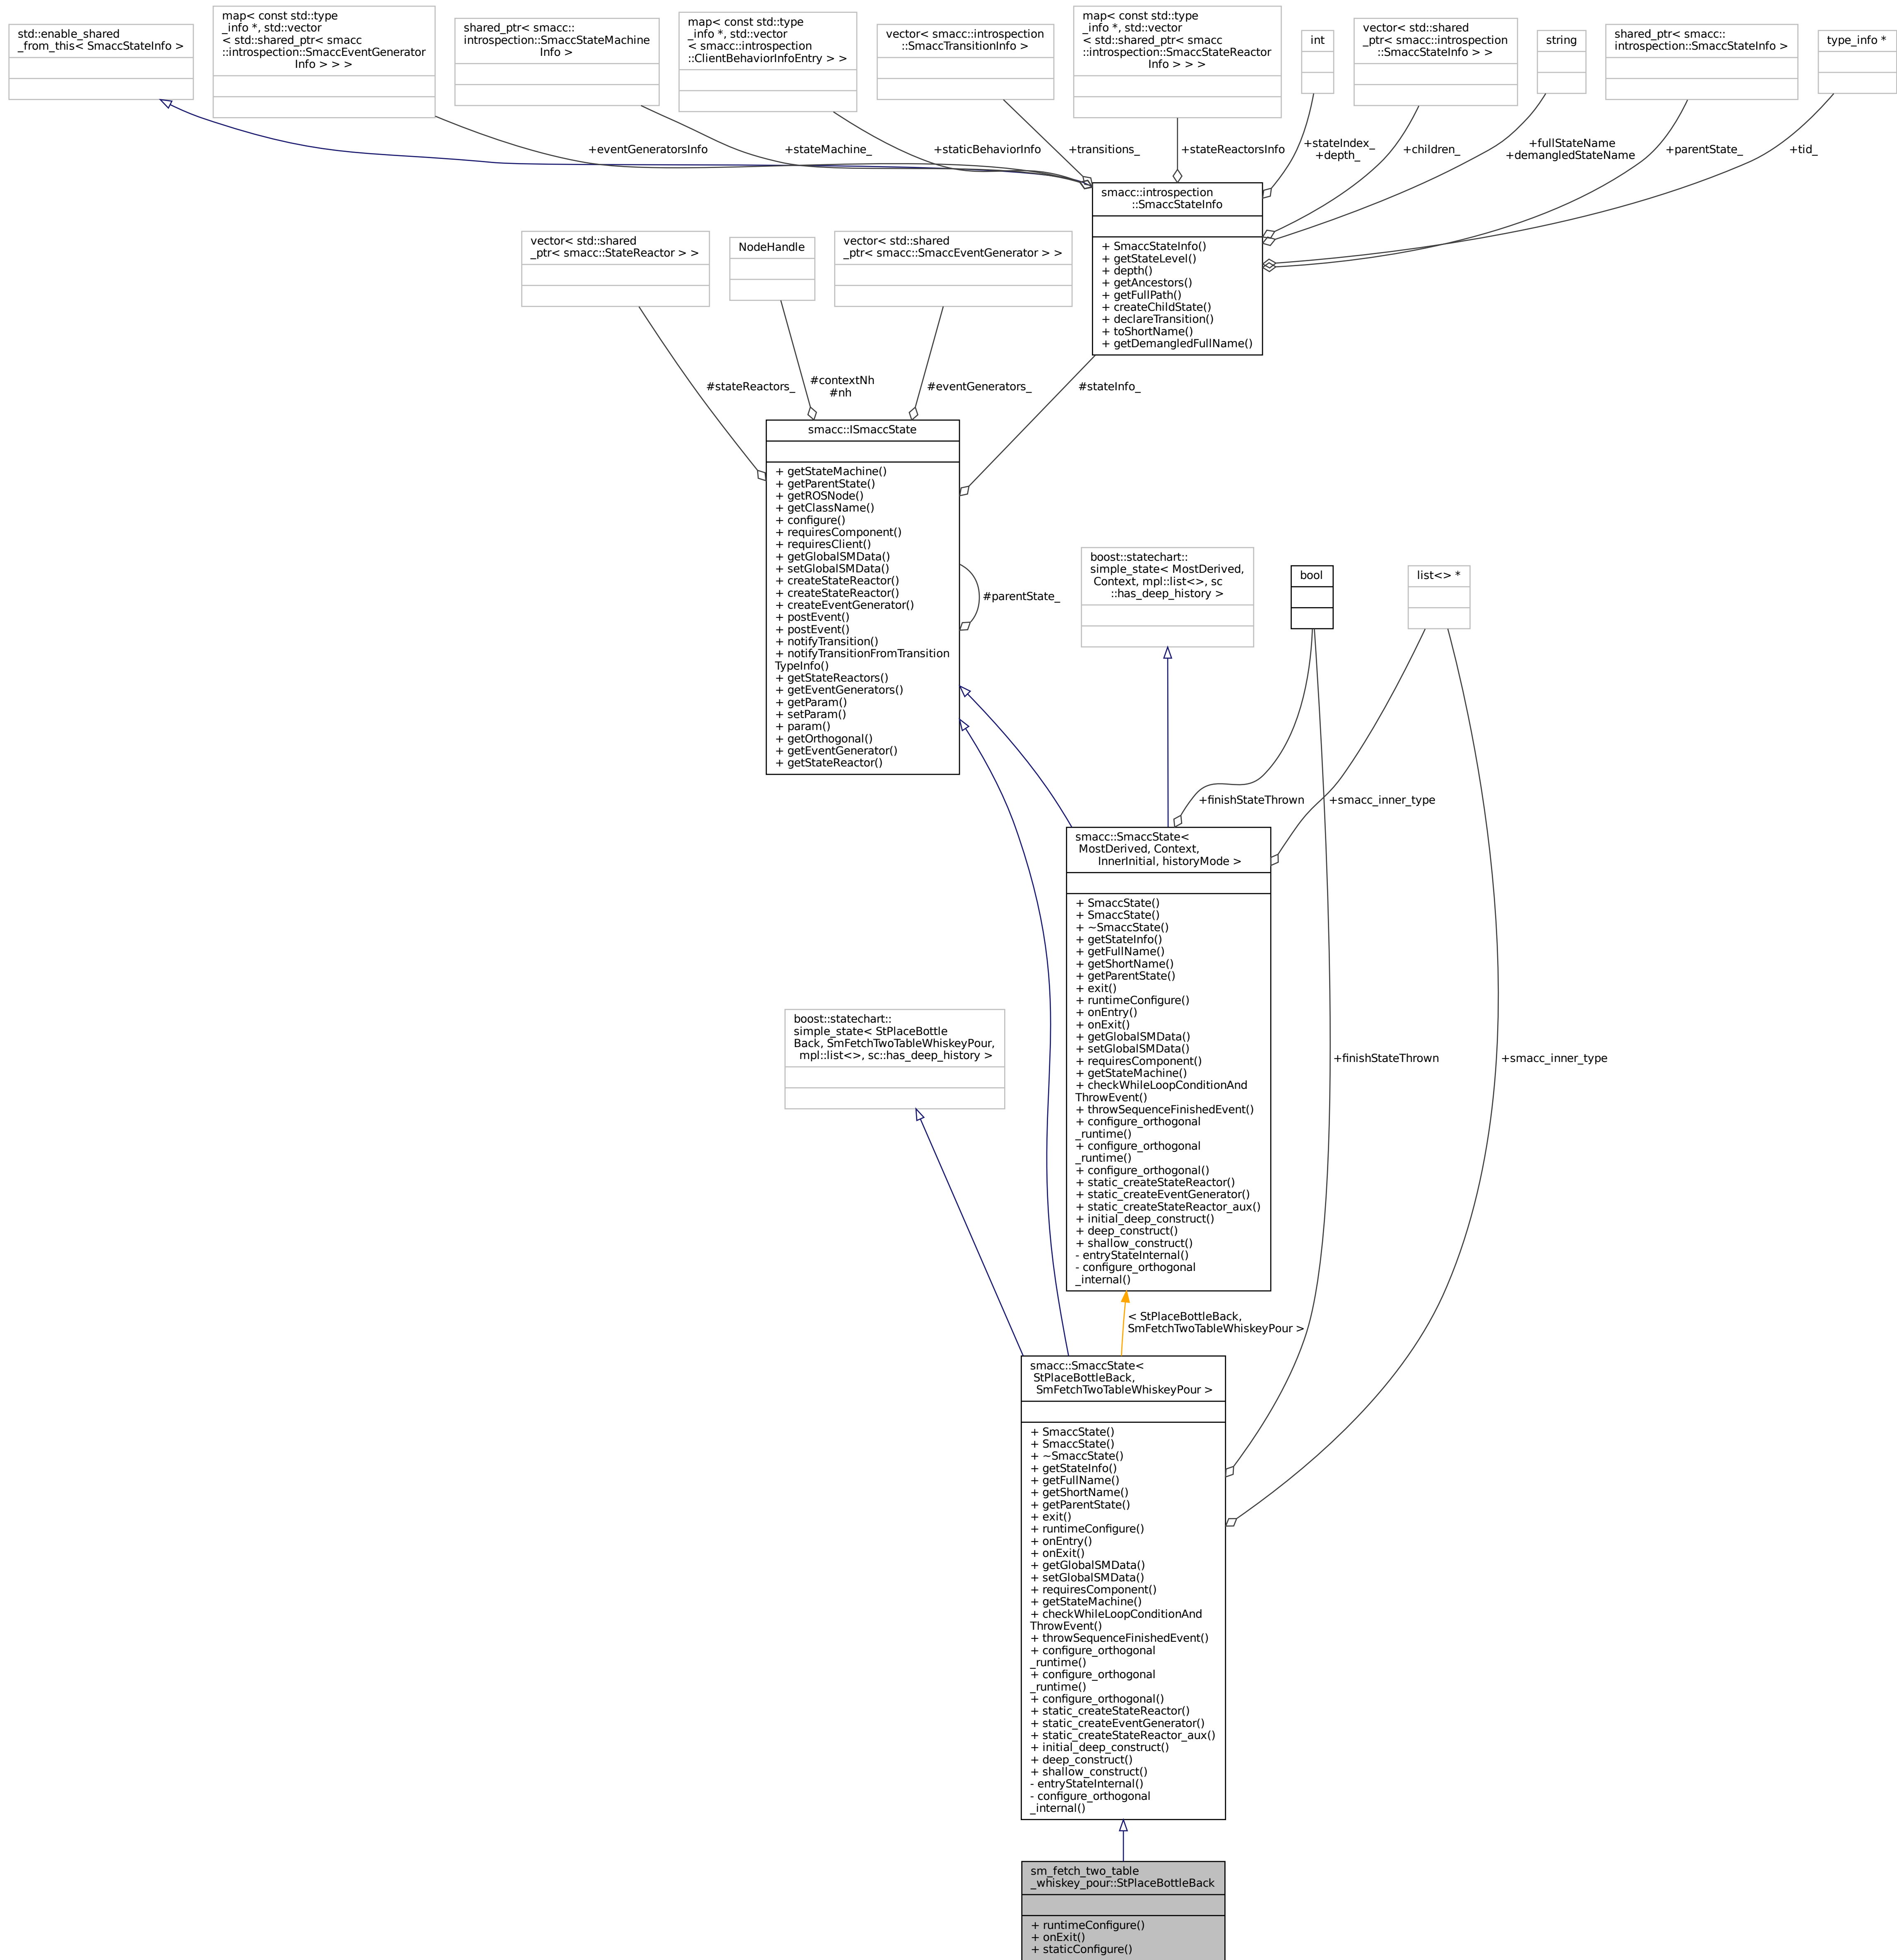 std::enable_shared
_from_this< SmaccStateInfo >
map< const std::type
_info *, std::vector
< std::shared_ptr< smacc
::introspection::SmaccEventGenerator
Info > > >
shared_ptr< smacc::
introspection::SmaccStateMachine
Info >
map< const std::type
_info *, std::vector
< smacc::introspection
::ClientBehaviorInfoEntry > >
vector< smacc::introspection
::SmaccTransitionInfo >
map< const std::type
_info *, std::vector
< std::shared_ptr< smacc
::introspection::SmaccStateReactor
Info > > >
int
vector< std::shared
_ptr< smacc::introspection
::SmaccStateInfo > >
string
shared_ptr< smacc::
introspection::SmaccStateInfo >
type_info *
+eventGeneratorsInfo
+stateMachine_
+staticBehaviorInfo
+transitions_
+stateReactorsInfo
+stateIndex_
+depth_
+children_
+fullStateName
+demangledStateName
+parentState_
+tid_
smacc::introspection
::SmaccStateInfo
+ SmaccStateInfo()
+ getStateLevel()
+ depth()
+ getAncestors()
+ getFullPath()
+ createChildState()
+ declareTransition()
+ toShortName()
+ getDemangledFullName()
vector< std::shared
_ptr< smacc::StateReactor > >
NodeHandle
vector< std::shared
_ptr< smacc::SmaccEventGenerator > >
#stateReactors_
#contextNh
#nh
#eventGenerators_
#stateInfo_
smacc::ISmaccState
+ getStateMachine()
+ getParentState()
+ getROSNode()
+ getClassName()
+ configure()
+ requiresComponent()
+ requiresClient()
+ getGlobalSMData()
+ setGlobalSMData()
+ createStateReactor()
+ createStateReactor()
+ createEventGenerator()
+ postEvent()
+ postEvent()
+ notifyTransition()
+ notifyTransitionFromTransition
TypeInfo()
+ getStateReactors()
+ getEventGenerators()
+ getParam()
+ setParam()
+ param()
+ getOrthogonal()
+ getEventGenerator()
+ getStateReactor()
#parentState_
boost::statechart::
simple_state< MostDerived,
Context, mpl::list<>, sc
::has_deep_history >
bool
list<> *
+finishStateThrown
+smacc_inner_type
smacc::SmaccState<
MostDerived, Context,
InnerInitial, historyMode >
+ SmaccState()
+ SmaccState()
+ ~SmaccState()
+ getStateInfo()
+ getFullName()
+ getShortName()
+ getParentState()
+ exit()
+ runtimeConfigure()
+ onEntry()
+ onExit()
+ getGlobalSMData()
+ setGlobalSMData()
+ requiresComponent()
+ getStateMachine()
+ checkWhileLoopConditionAnd
ThrowEvent()
+ throwSequenceFinishedEvent()
+ configure_orthogonal
_runtime()
+ configure_orthogonal
_runtime()
+ configure_orthogonal()
+ static_createStateReactor()
+ static_createEventGenerator()
+ static_createStateReactor_aux()
+ initial_deep_construct()
+ deep_construct()
+ shallow_construct()
- entryStateInternal()
- configure_orthogonal
_internal()
boost::statechart::
simple_state< StPlaceBottle
Back, SmFetchTwoTableWhiskeyPour,
mpl::list<>, sc::has_deep_history >
+finishStateThrown
+smacc_inner_type
< StPlaceBottleBack,
SmFetchTwoTableWhiskeyPour >
smacc::SmaccState<
StPlaceBottleBack,
SmFetchTwoTableWhiskeyPour >
+ SmaccState()
+ SmaccState()
+ ~SmaccState()
+ getStateInfo()
+ getFullName()
+ getShortName()
+ getParentState()
+ exit()
+ runtimeConfigure()
+ onEntry()
+ onExit()
+ getGlobalSMData()
+ setGlobalSMData()
+ requiresComponent()
+ getStateMachine()
+ checkWhileLoopConditionAnd
ThrowEvent()
+ throwSequenceFinishedEvent()
+ configure_orthogonal
_runtime()
+ configure_orthogonal
_runtime()
+ configure_orthogonal()
+ static_createStateReactor()
+ static_createEventGenerator()
+ static_createStateReactor_aux()
+ initial_deep_construct()
+ deep_construct()
+ shallow_construct()
- entryStateInternal()
- configure_orthogonal
_internal()
sm_fetch_two_table
_whiskey_pour::StPlaceBottleBack
+ runtimeConfigure()
+ onExit()
+ staticConfigure()